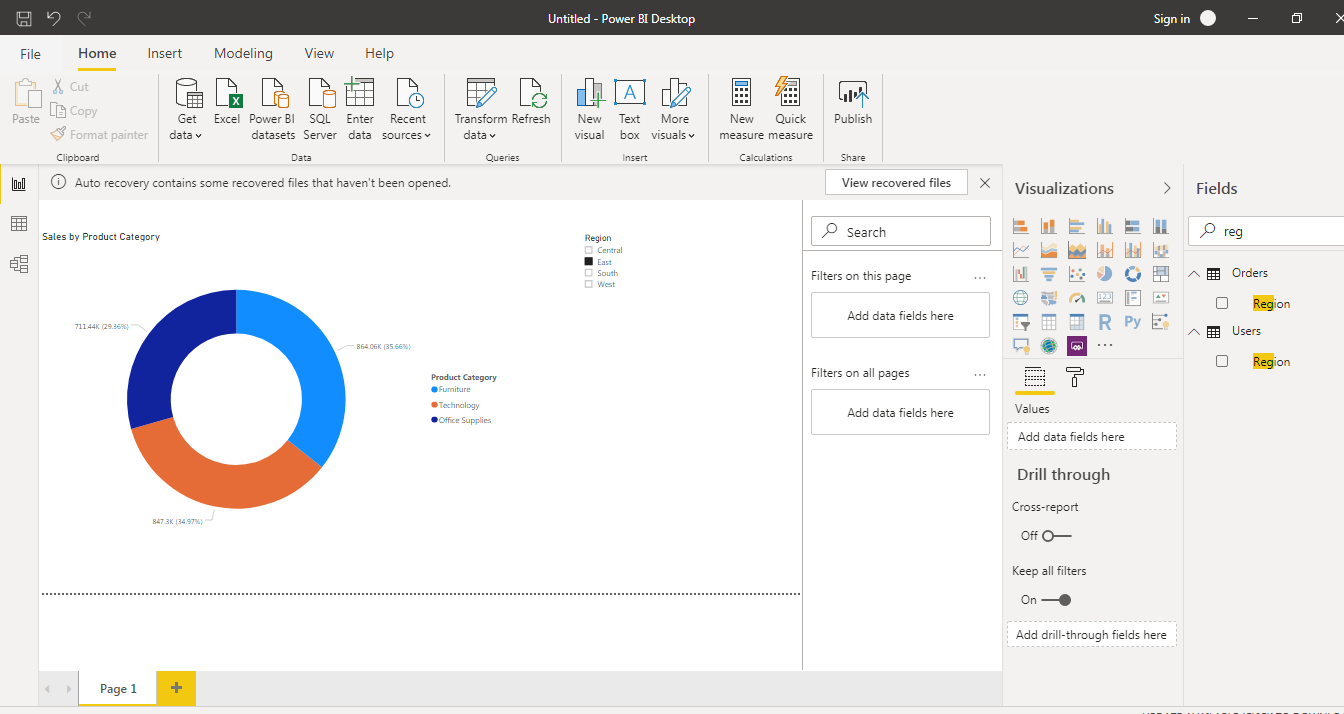 Untitled - Power BI Desktop
Sign in
File
Home
Insert
Modeling
View
Help
Paste
Cut
Copy
Format painter
Clipboard
Get data
Excel
Power BI datasets
SQL Server
Enter data
Recent sources
Data
Transform data
Refresh
Queries
New visual
Text box
More visuals
Insert
New measure
Quick measure
Calculations
Publish
Share
Auto recovery contains some recovered files that haven't been opened.
View recovered files
Sales by Product Category
711.44K (29.36%)
864.06K (35.66%)
847.3K (34.97%)
Product Category
Furniture
Technology
Office Supplies
Region
Central
East
South
West
Search
Filters on this page
...
Add data fields here
Filters on all pages
...
Add data fields here
Visualizations
R
Py
...
Values
Add data fields here
Drill through
Cross-report
Off
Keep all filters
On
Add drill-through fields here
Fields
reg
Orders
Region
Users
Region
Page 1